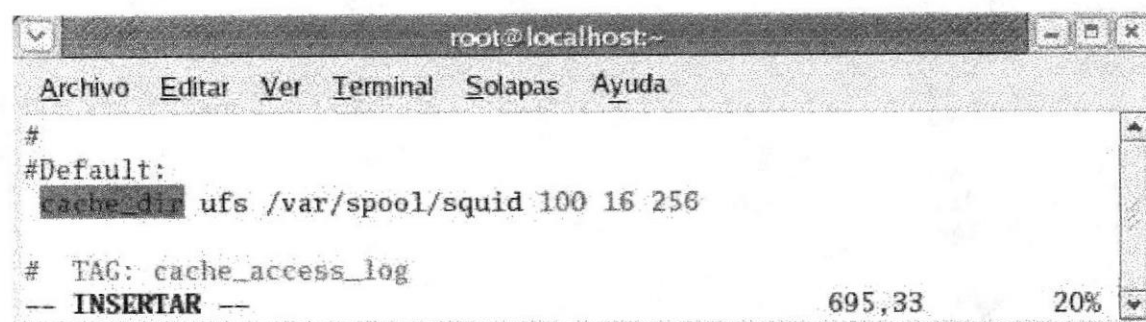 root@localhost:~
Archivo Editar Ver Terminal Solapas Ayuda
#
#Default:
cache_dir ufs /var/spool/squid 100 16 256
# TAG: cache_access_log
-- INSERTAR -- 695,33 20%